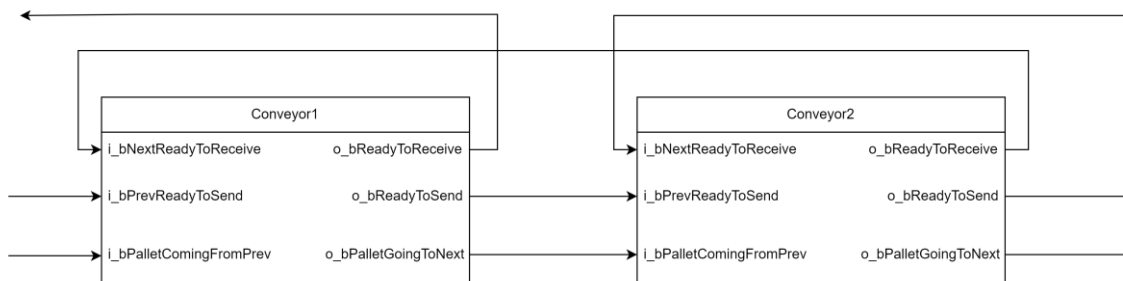 Conveyor1
i_bNextReadyToReceive o_bReadyToReceive
i_bPrevReadyToSend o_bReadyToSend
i_bPalletComingFromPrev o_bPalletGoingToNext
Conveyor2
i_bNextReadyToReceive o_bReadyToReceive
i_bPrevReadyToSend o_bReadyToSend
i_bPalletComingFromPrev o_bPalletGoingToNext